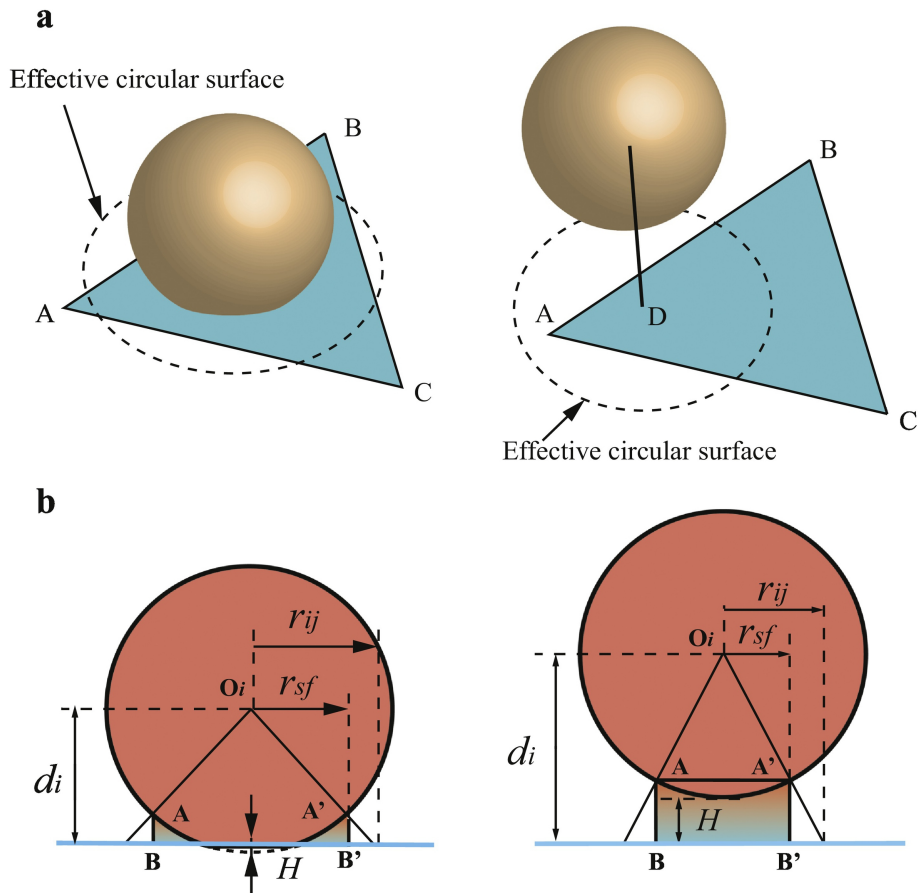 a
Effective circular surface
A
B
C
A
B
C
D
Effective circular surface
b
rij
Oi
rsf
di
A
A'
B
H
B'
rij
Oi
rsf
di
A
A'
H
B
B'